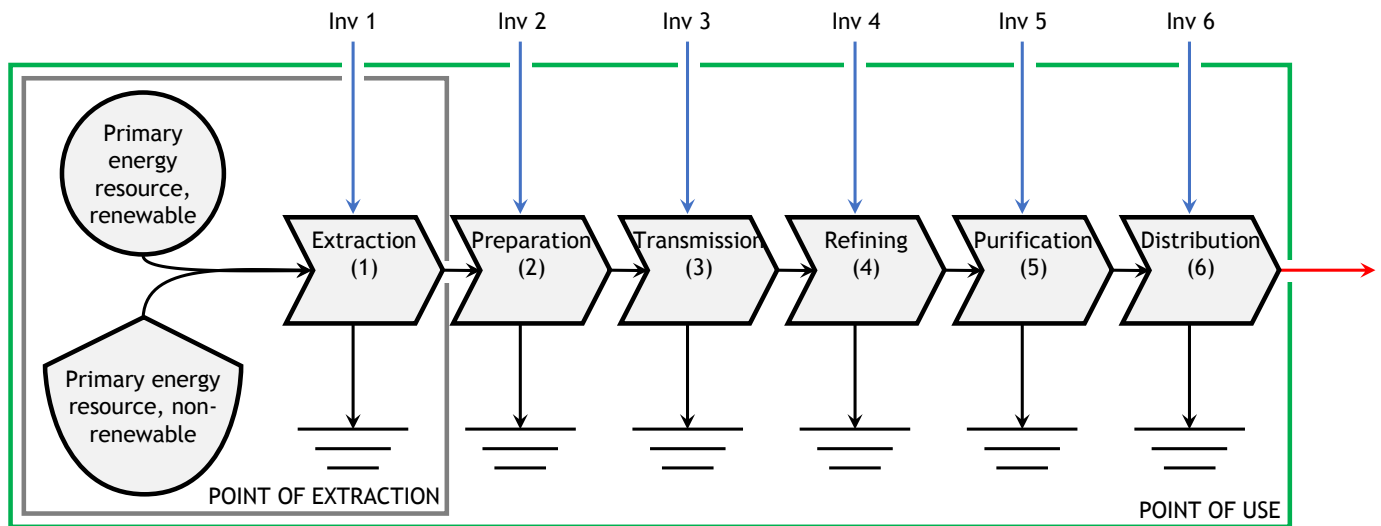 Inv 1
Inv 2
Inv 3
Inv 4
Inv 5
Inv 6
Primary
energy
resource,
renewable
Extraction
(1)
Preparation
(2)
Transmission
(3)
Refining
(4)
Purification
(5)
Distribution
(6)
Primary energy
resource, non-
renewable
POINT OF EXTRACTION
POINT OF USE